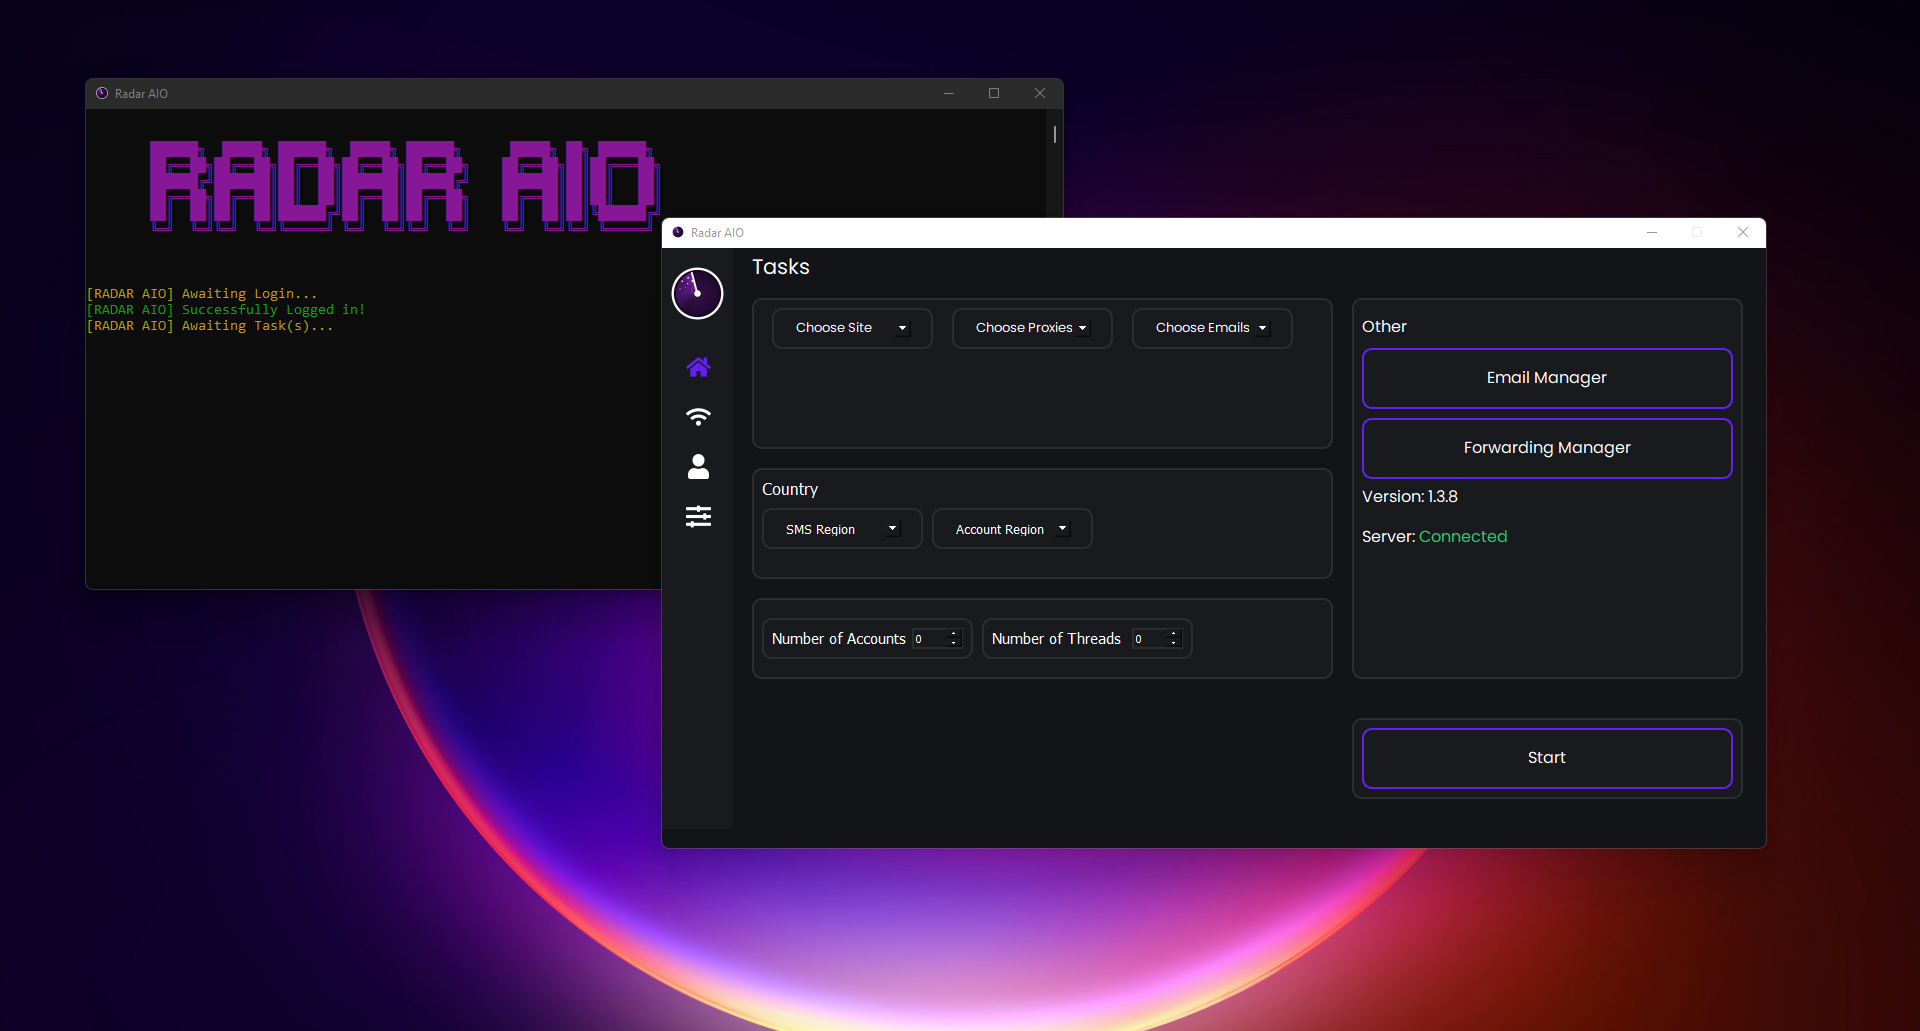 Radar AIO
RADAR AIO
[RADAR AIO] Awaiting Login...
[RADAR AIO] Successfully Logged in!
[RADAR AIO] Awaiting Task(s)...
Radar AIO
Tasks
Choose Site
Choose Proxies
Choose Emails
Country
SMS Region
Account Region
Number of Accounts 0
Number of Threads 0
Other
Email Manager
Forwarding Manager
Version: 1.3.8
Server: Connected
Start